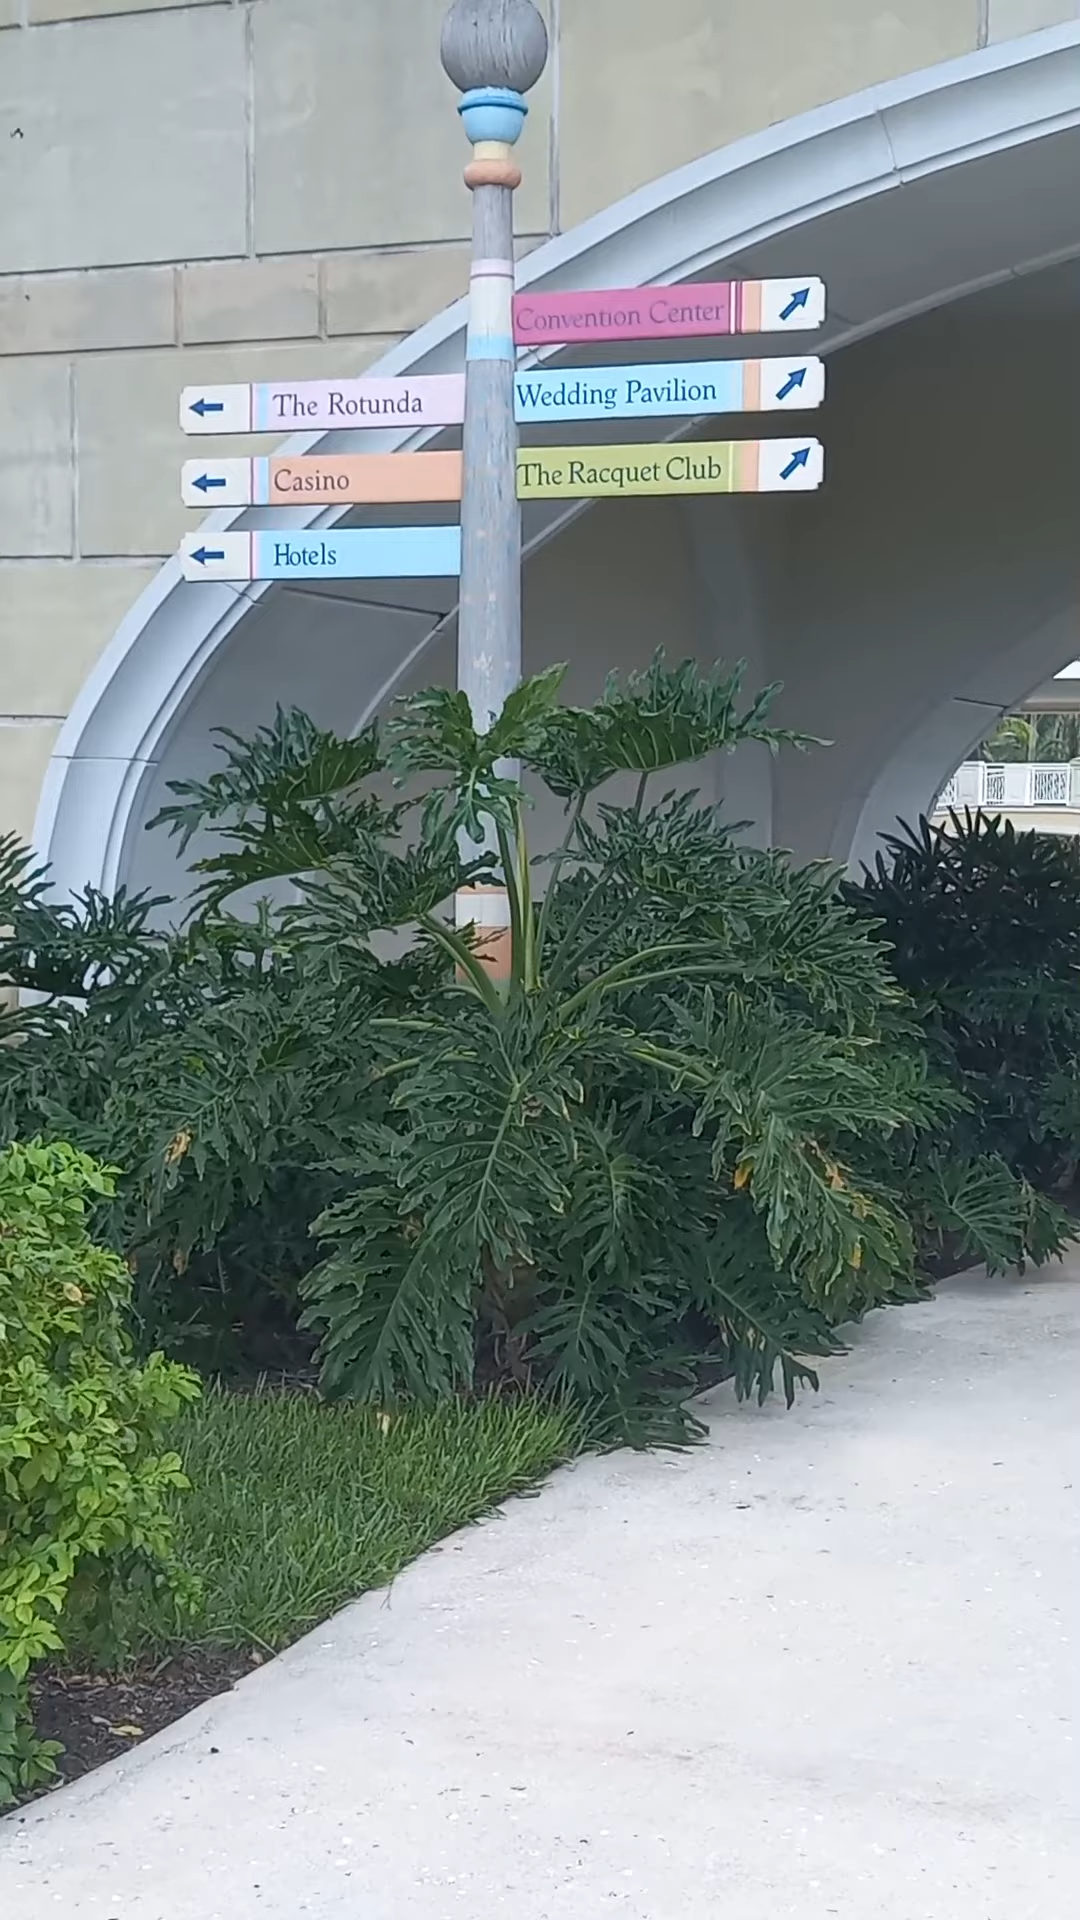 Convention Center
The Rotunda
Wedding Pavilion
Casino
The Racquet Club
Hotels